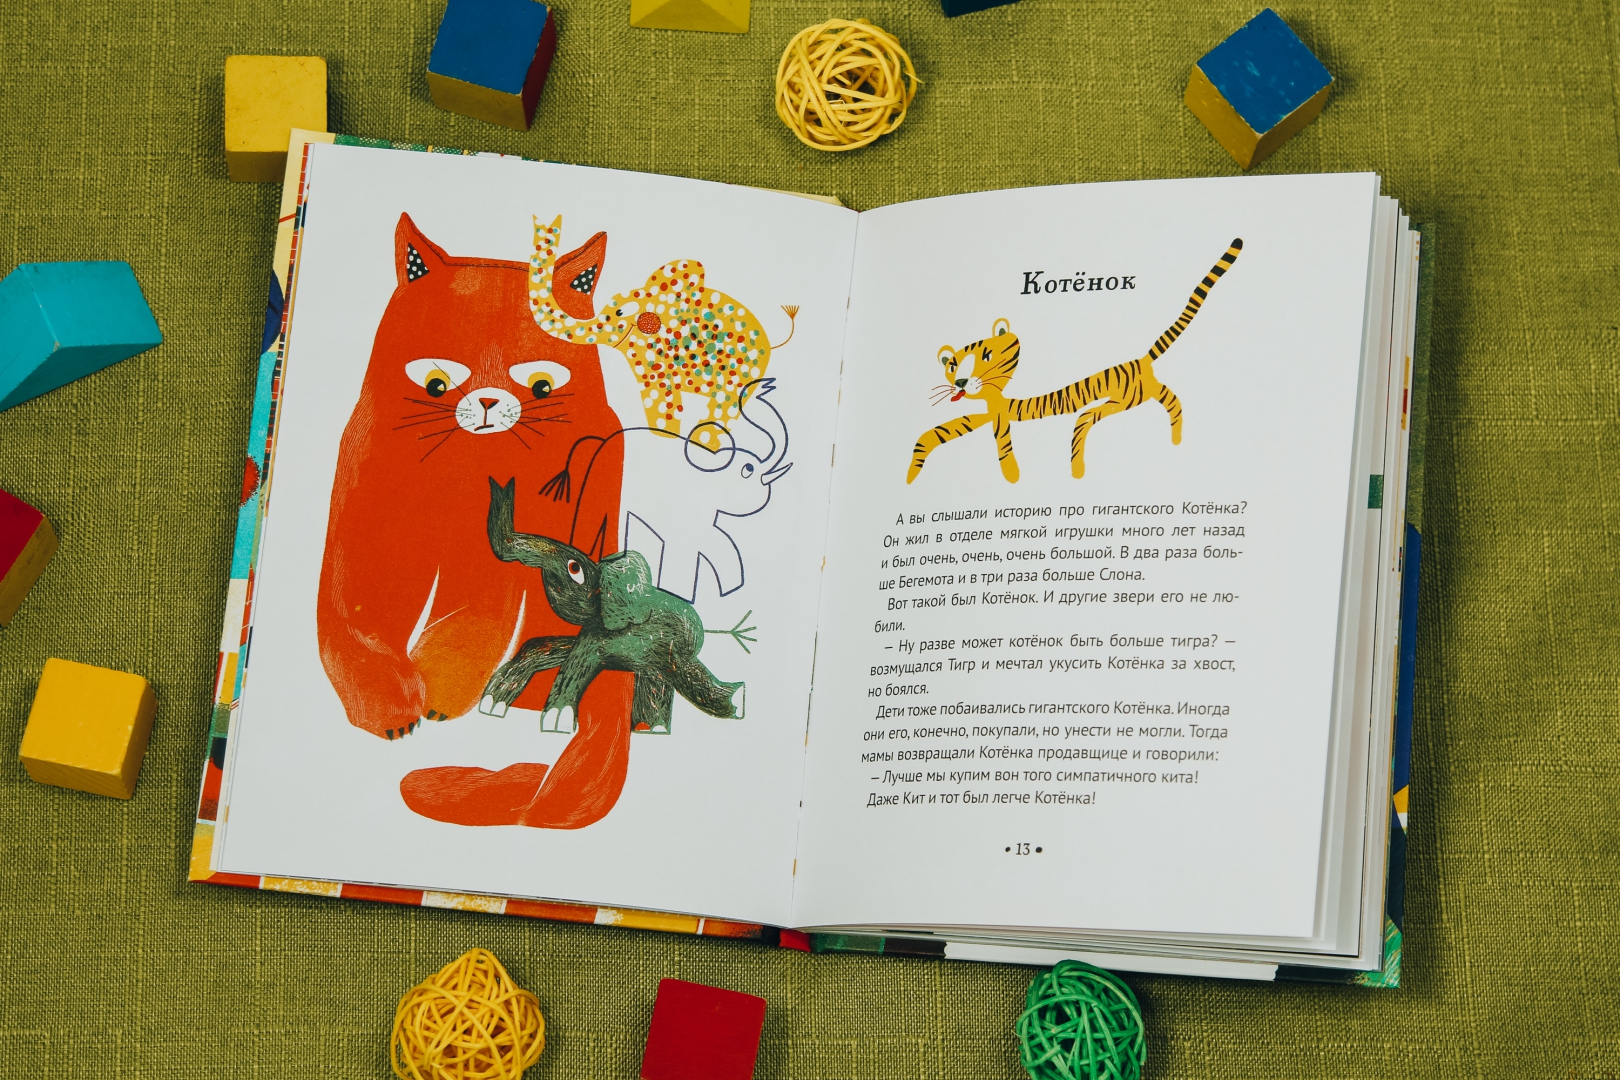 Котёнок
А вы слышали историю про гигантского Котёнка?
Он жил в отделе мягкой игрушки много лет назад
и был очень, очень, очень большой. В два раза боль-
ше Бегемота и в три раза больше Слона.
Вот такой был Котёнок. И другие звери его не лю-
били.
– Ну разве может котёнок быть больше тигра? –
возмущался Тигр и мечтал укусить Котёнка за хвост,
но боялся.
Дети тоже побаивались гигантского Котёнка. Иногда
они его, конечно, покупали, но унести не могли. Тогда
мамы возвращали Котёнка продавщице и говорили:
– Лучше мы купим вон того симпатичного кита!
Даже Кит и тот был легче Котёнка!
• 13 •